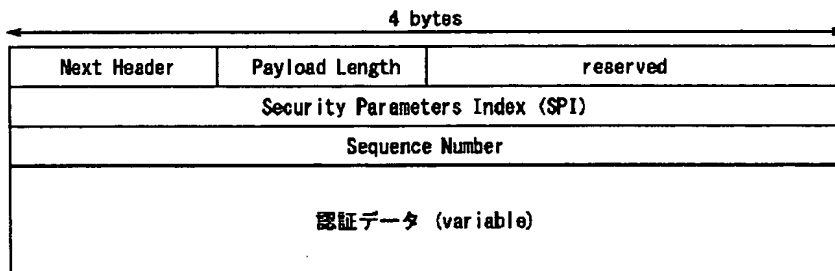 4 bytes
Next Header Payload Length reserved
Security Parameters Index (SPI)
Sequence Number
認証データ (variable)